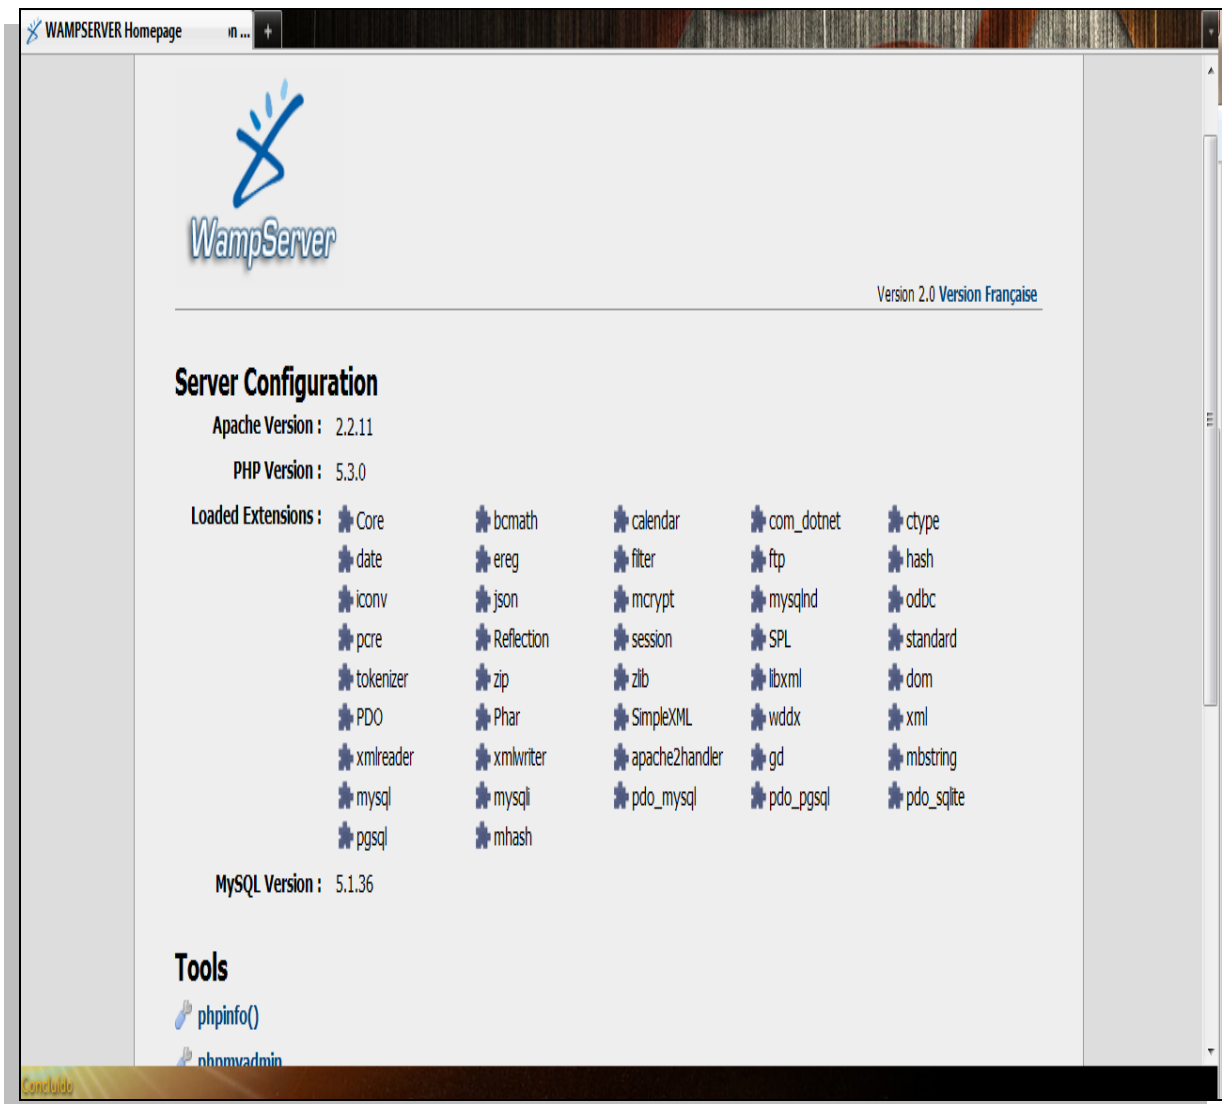 WAMPSERVER Homepage
n ...
+
WampServer
Version 2.0 Version Française
Server Configuration
Apache Version : 2.2.11
PHP Version : 5.3.0
Loaded Extensions : Core bcmath calendar com_dotnet ctype
date ereg filter ftp hash
iconv json mcrypt mysqlnd odbc
pcre Reflection session SPL standard
tokenizer zip zlib libxml dom
PDO Phar SimpleXML wddx xml
xmlreader xmlwriter apache2handler gd mbstring
mysql mysqli pdo_mysql pdo_pgsql pdo_sqlite
pgsql mhash
MySQL Version : 5.1.36
Tools
phpinfo()
phpmyadmin
Concluído